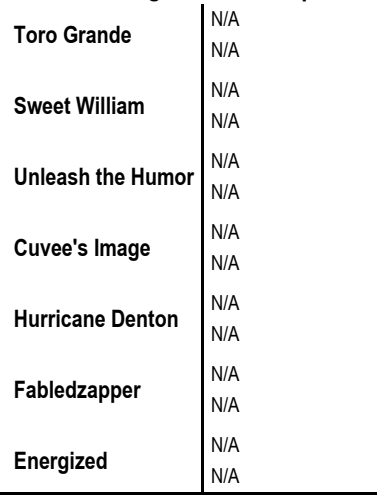 Toro Grande
N/A
N/A
Sweet William
N/A
N/A
Unleash the Humor
N/A
N/A
Cuvee's Image
N/A
N/A
Hurricane Denton
N/A
N/A
Fabledzapper
N/A
N/A
Energized
N/A
N/A